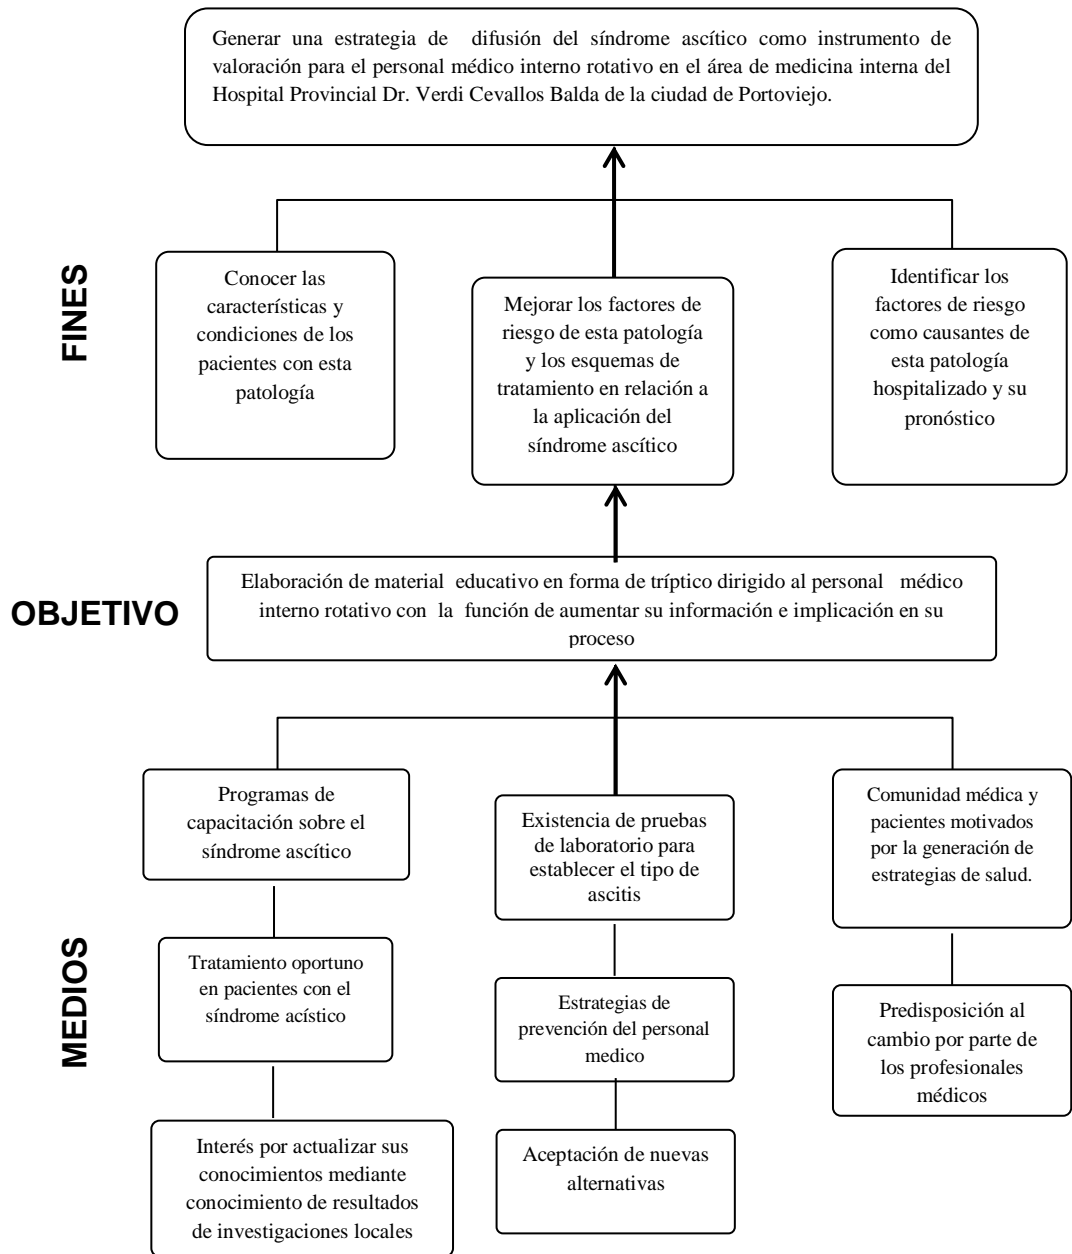 Generar una estrategia de difusión del síndrome ascítico como instrumento de
valoración para el personal médico interno rotativo en el área de medicina interna del
Hospital Provincial Dr. Verdi Cevallos Balda de la ciudad de Portoviejo.
FINES
Conocer las
características y
condiciones de los
pacientes con esta
patología
Mejorar los factores de
riesgo de esta patología
y los esquemas de
tratamiento en relación a
la aplicación del
síndrome ascítico
Identificar los
factores de riesgo
como causantes de
esta patología
hospitalizado y su
pronóstico
OBJETIVO
Elaboración de material educativo en forma de tríptico dirigido al personal médico
interno rotativo con la función de aumentar su información e implicación en su
proceso
MEDIOS
Programas de
capacitación sobre el
síndrome ascítico
Existencia de pruebas
de laboratorio para
establecer el tipo de
ascitis
Comunidad médica y
pacientes motivados
por la generación de
estrategias de salud.
Tratamiento oportuno
en pacientes con el
síndrome acístico
Estrategias de
prevención del personal
medico
Predisposición al
cambio por parte de
los profesionales
médicos
Interés por actualizar sus
conocimientos mediante
conocimiento de resultados
de investigaciones locales
Aceptación de nuevas
alternativas